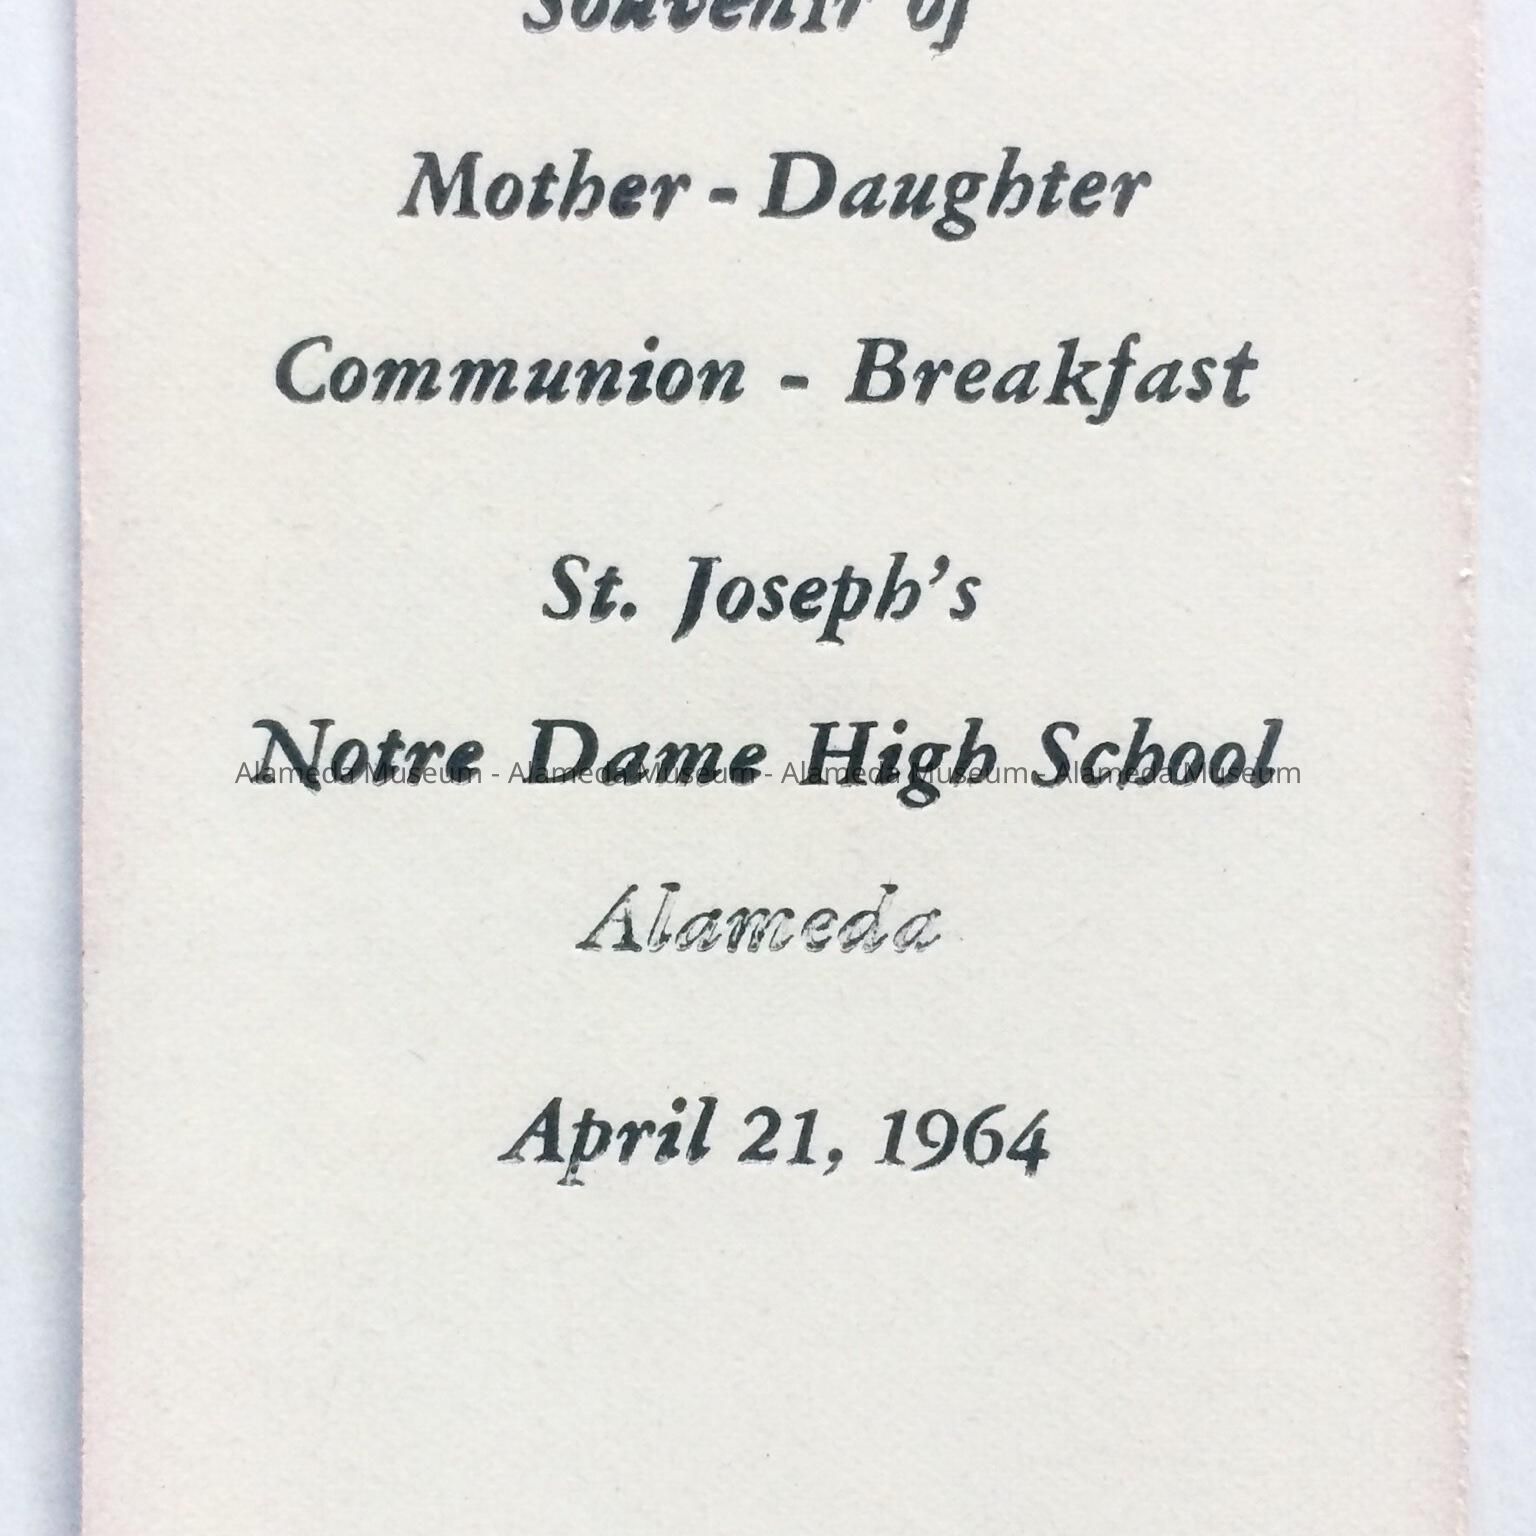 Souvenir of
Mother - Daughter
Communion - Breakfast
St. Joseph's
Notre Dame High School
Alameda Museum - Alameda Museum - Alameda Museum - Alameda Museum
Alameda
April 21, 1964